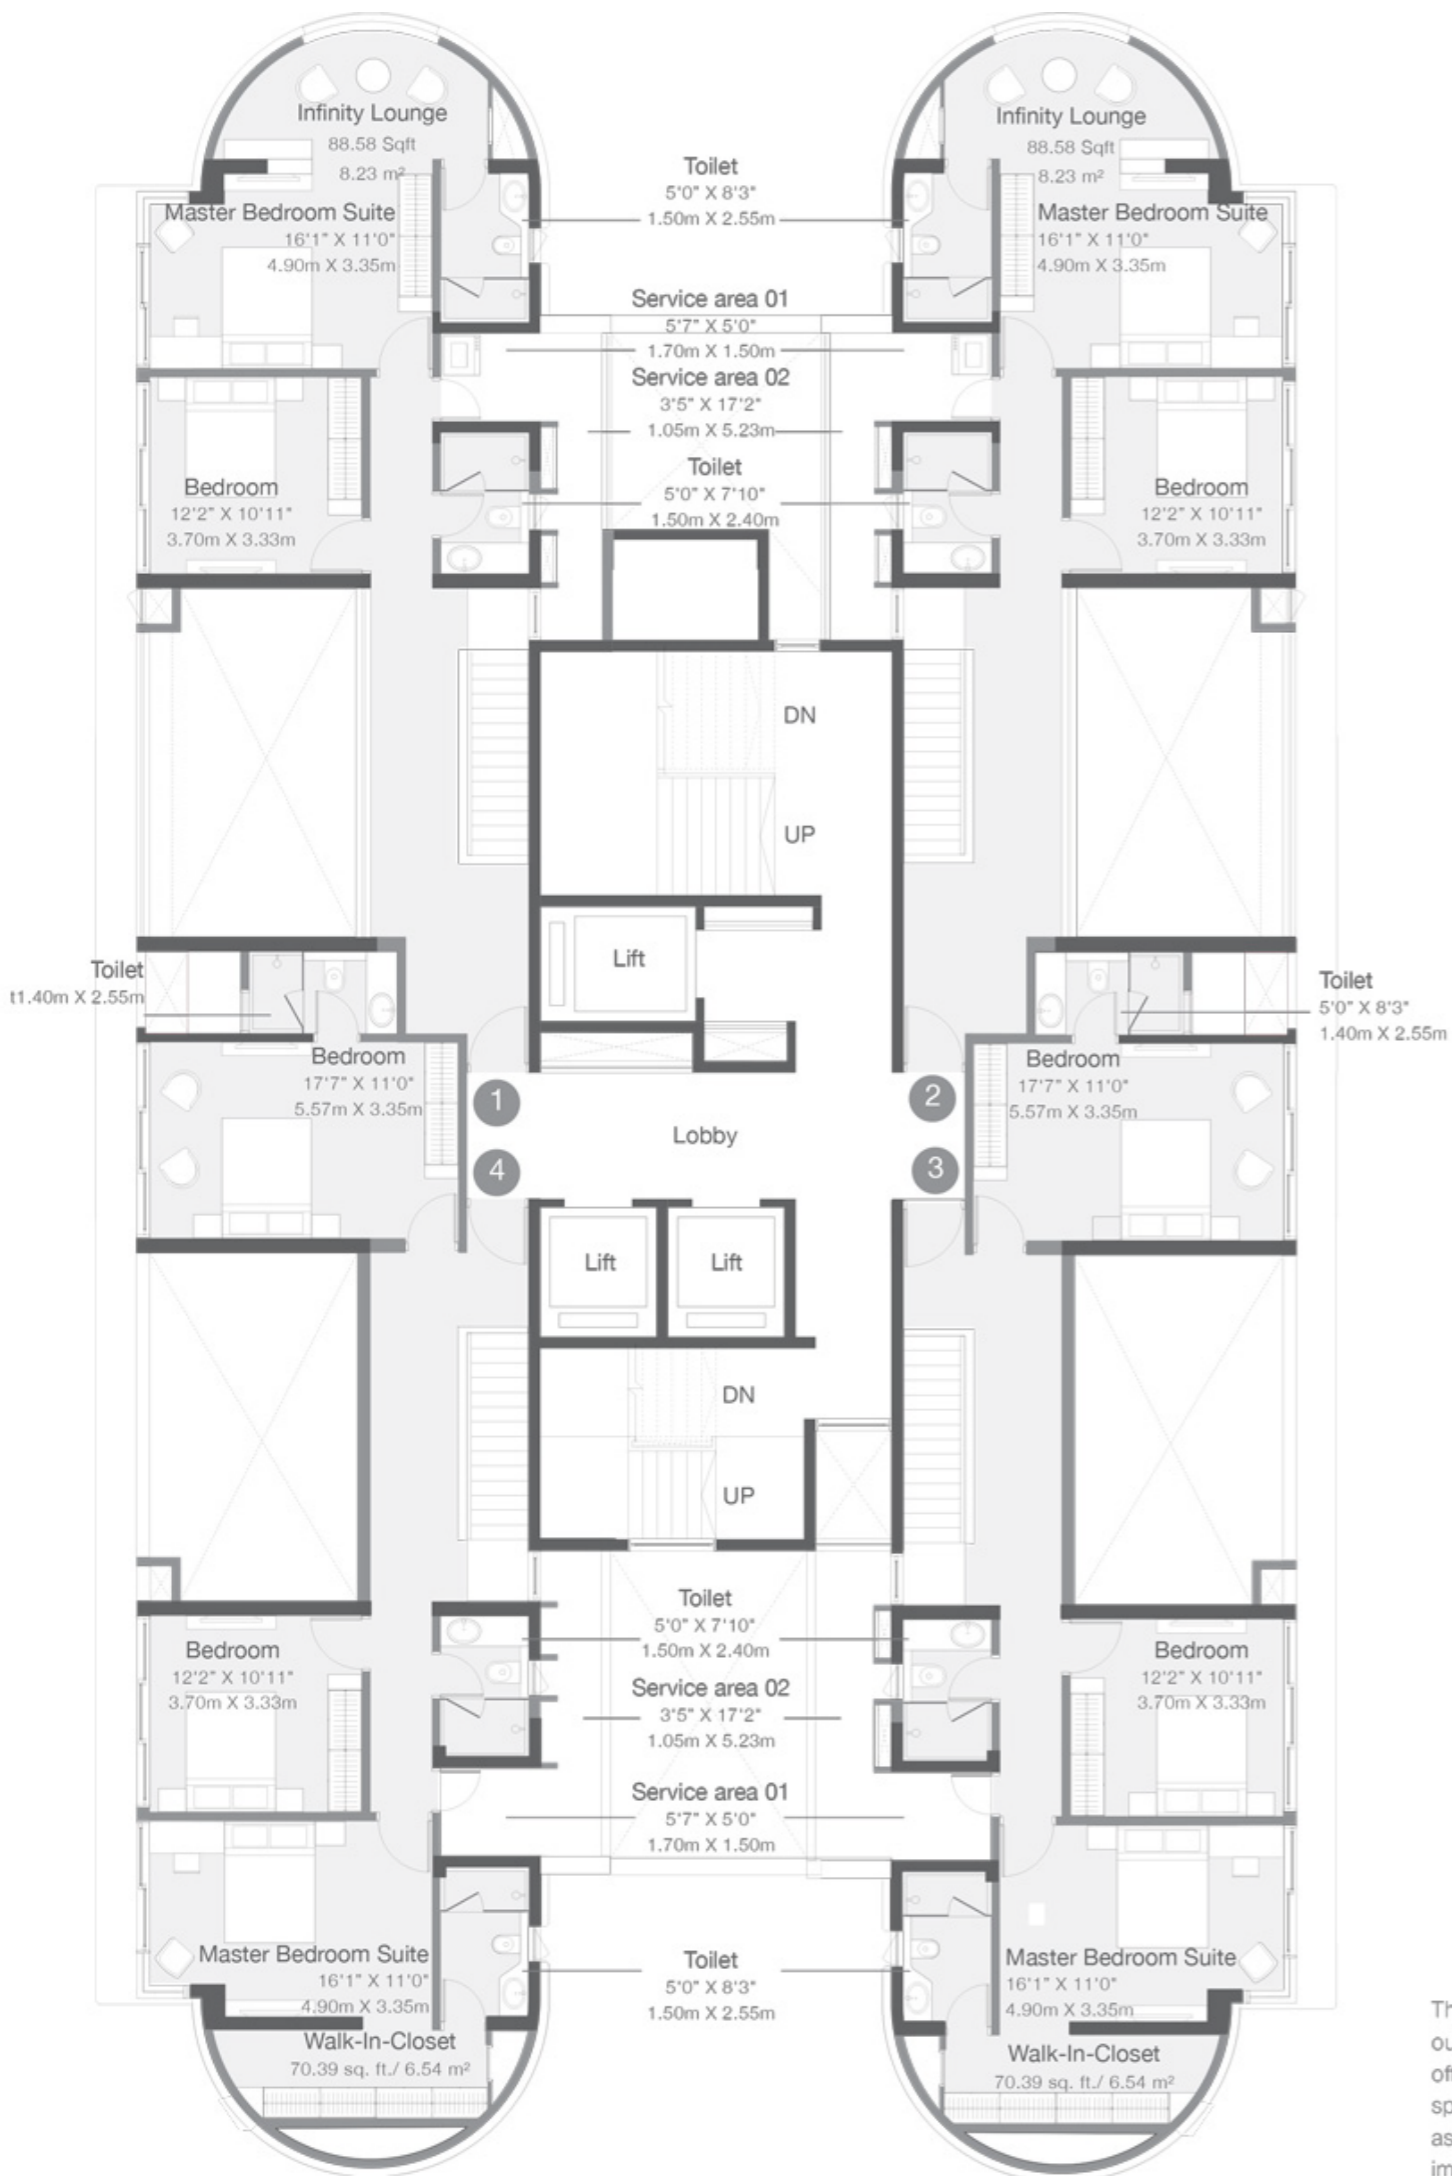 Infinity Lounge
88.58 Sqft
8.23 m²
Master Bedroom Suite
16'1" X 11'0"
4.90m X 3.35m
Toilet
5'0" X 8'3"
1.50m X 2.55m
Infinity Lounge
88.58 Sqft
8.23 m²
Master Bedroom Suite
16'1" X 11'0"
4.90m X 3.35m
Service area 01
5'7" X 5'0"
1.70m X 1.50m
Service area 02
3'5" X 17'2"
1.05m X 5.23m
Toilet
5'0" X 7'10"
1.50m X 2.40m
Bedroom
12'2" X 10'11"
3.70m X 3.33m
Bedroom
12'2" X 10'11"
3.70m X 3.33m
DN
UP
Lift
Toilet
t1.40m X 2.55m
Toilet
5'0" X 8'3"
1.40m X 2.55m
Bedroom
17'7" X 11'0"
5.57m X 3.35m
Bedroom
17'7" X 11'0"
5.57m X 3.35m
1
2
Lobby
4
3
Lift
Lift
DN
UP
Toilet
5'0" X 7'10"
1.50m X 2.40m
Bedroom
12'2" X 10'11"
3.70m X 3.33m
Bedroom
12'2" X 10'11"
3.70m X 3.33m
Service area 02
3'5" X 17'2"
1.05m X 5.23m
Service area 01
5'7" X 5'0"
1.70m X 1.50m
Master Bedroom Suite
16'1" X 11'0"
4.90m X 3.35m
Walk-In-Closet
70.39 sq. ft./ 6.54 m²
Toilet
5'0" X 8'3"
1.50m X 2.55m
Master Bedroom Suite
16'1" X 11'0"
4.90m X 3.35m
Walk-In-Closet
70.39 sq. ft./ 6.54 m²